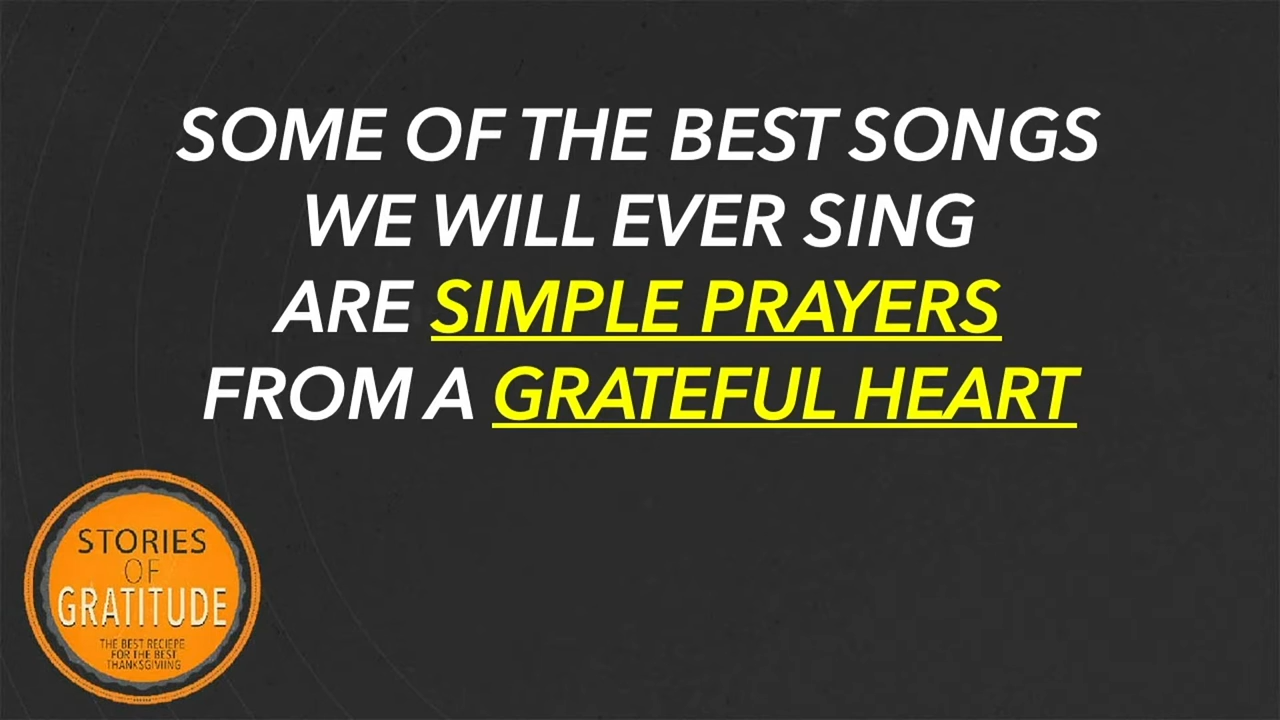 SOME OF THE BEST SONGS
WE WILL EVER SING
ARE SIMPLE PRAYERS
FROM A GRATEFUL HEART
STORIES
OF
GRATITUDE
THE BEST RECIEPE
FOR THE BEST
THANKSGIVIING